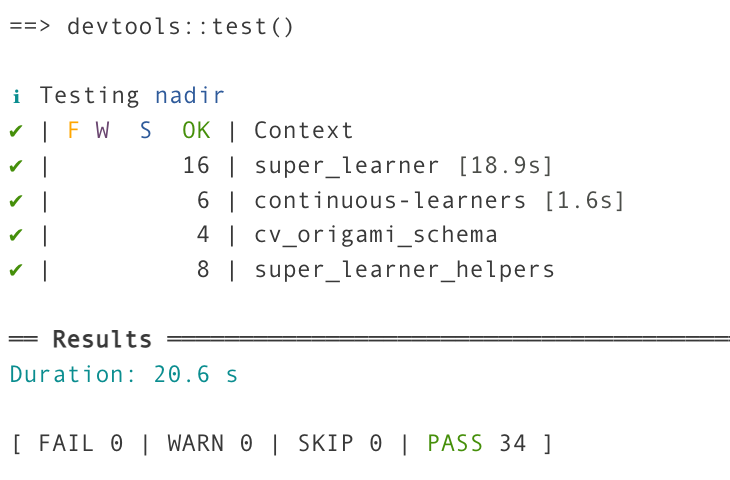 ==> devtools::test()
ℹ Testing nadir
✔ | F W  S  OK | Context
✔ |         16 | super_learner [18.9s]
✔ |          6 | continuous-learners [1.6s]
✔ |          4 | cv_origami_schema
✔ |          8 | super_learner_helpers
══ Results ═══════════════════════════════════════
Duration: 20.6 s
[ FAIL 0 | WARN 0 | SKIP 0 | PASS 34 ]